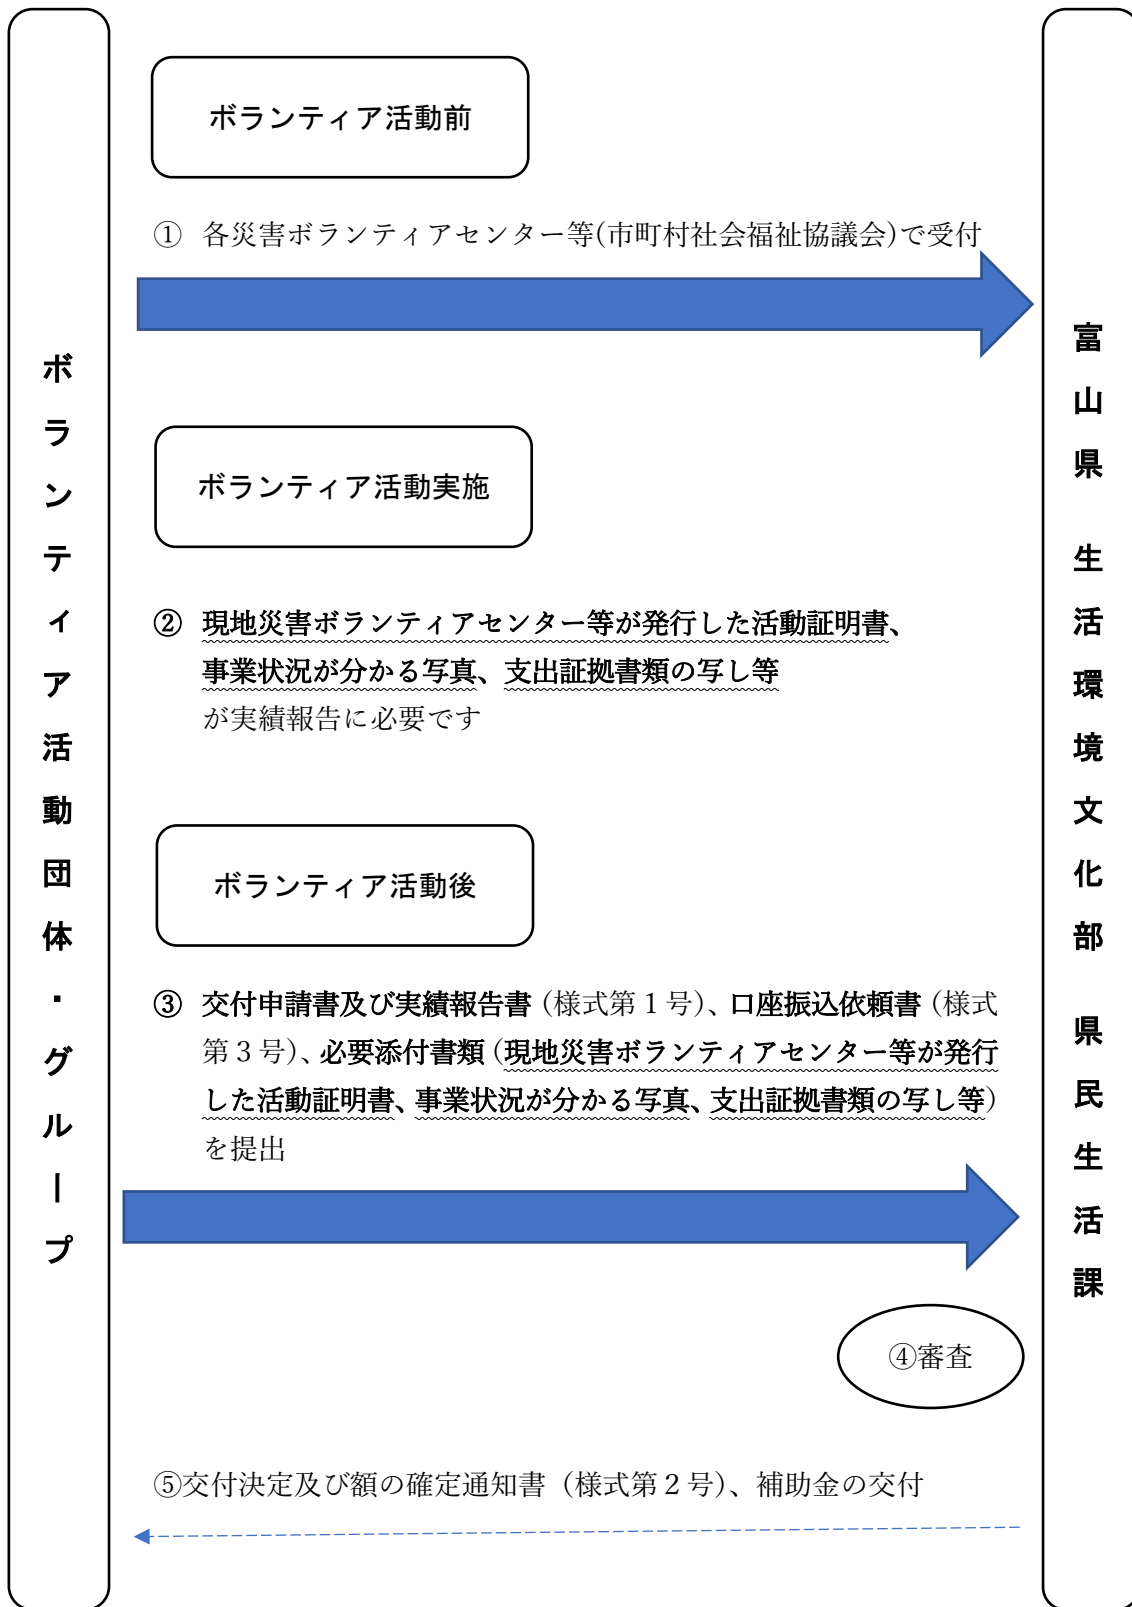 ボランティア活動団体・グループ
ボランティア活動前
① 各災害ボランティアセンター等(市町村社会福祉協議会)で受付
ボランティア活動実施
② 現地災害ボランティアセンター等が発行した活動証明書、
事業状況が分かる写真、支出証拠書類の写し等
が実績報告に必要です
ボランティア活動後
③ 交付申請書及び実績報告書（様式第１号）、口座振込依頼書（様式
第３号）、必要添付書類（現地災害ボランティアセンター等が発行
した活動証明書、事業状況が分かる写真、支出証拠書類の写し等）
を提出
④審査
⑤交付決定及び額の確定通知書（様式第２号）、補助金の交付
富山県　生活環境文化部　県民生活課